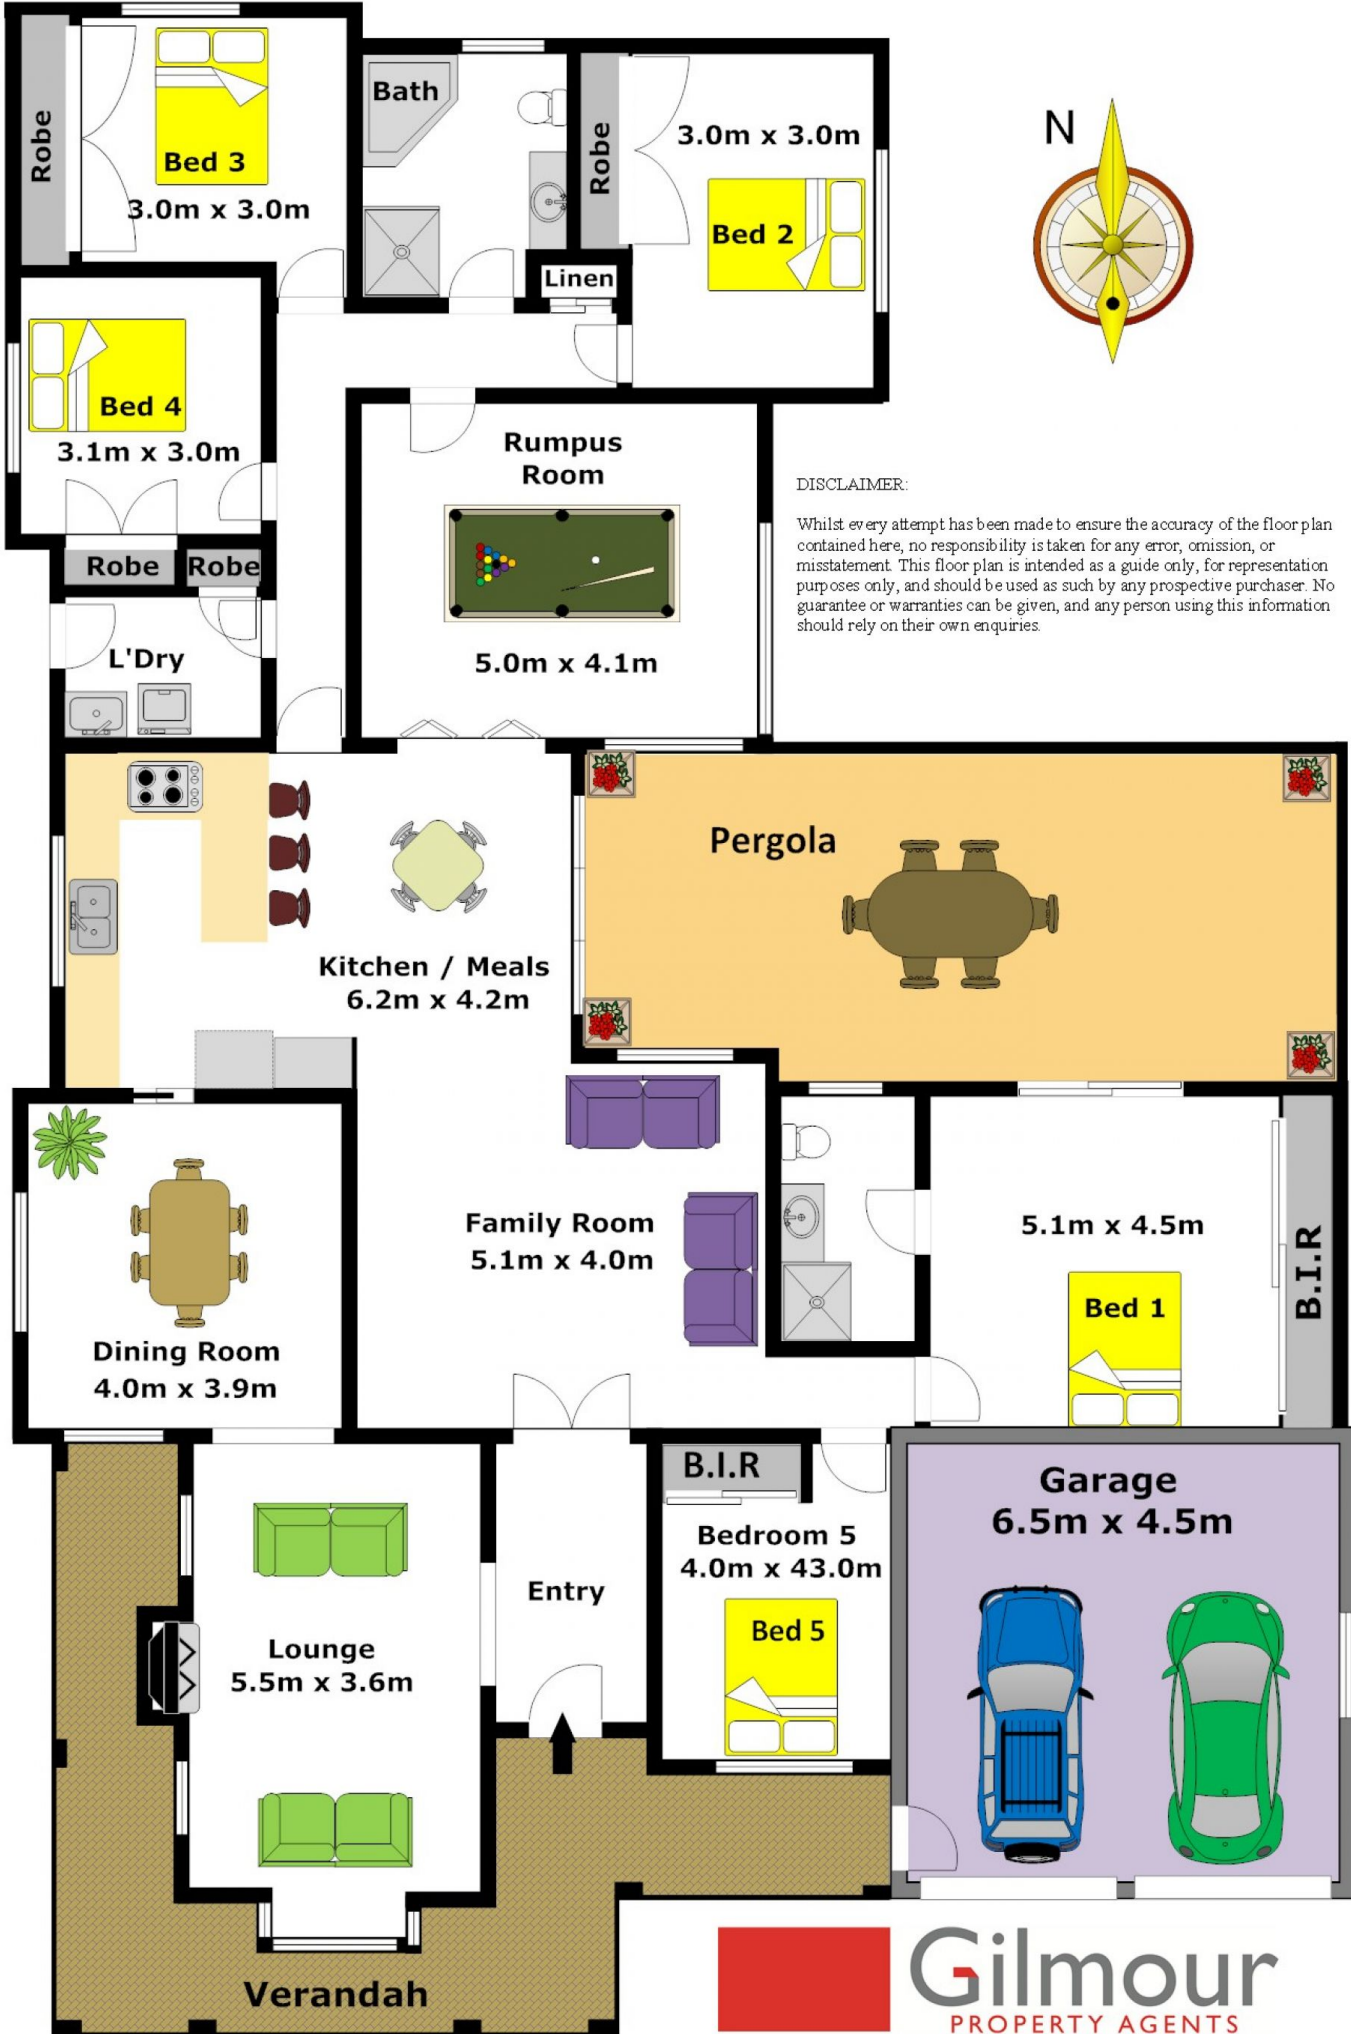 Robe
Bed 3
3.0m x 3.0m
Bath
Robe
3.0m x 3.0m
Bed 2
N
Linen
Bed 4
3.1m x 3.0m
Robe
Robe
L'Dry
Rumpus
Room
5.0m x 4.1m
DISCLAIMER:
Whilst every attempt has been made to ensure the accuracy of the floor plan
contained here, no responsibility is taken for any error, omission, or
misstatement. This floor plan is intended as a guide only, for representation
purposes only, and should be used as such by any prospective purchaser. No
guarantee or warranties can be given, and any person using this information
should rely on their own enquiries.
Pergola
Kitchen / Meals
6.2m x 4.2m
Family Room
5.1m x 4.0m
5.1m x 4.5m
Bed 1
B.I.R
Dining Room
4.0m x 3.9m
B.I.R
Bedroom 5
4.0m x 43.0m
Bed 5
Garage
6.5m x 4.5m
Entry
Lounge
5.5m x 3.6m
Verandah
Gilmour
PROPERTY AGENTS